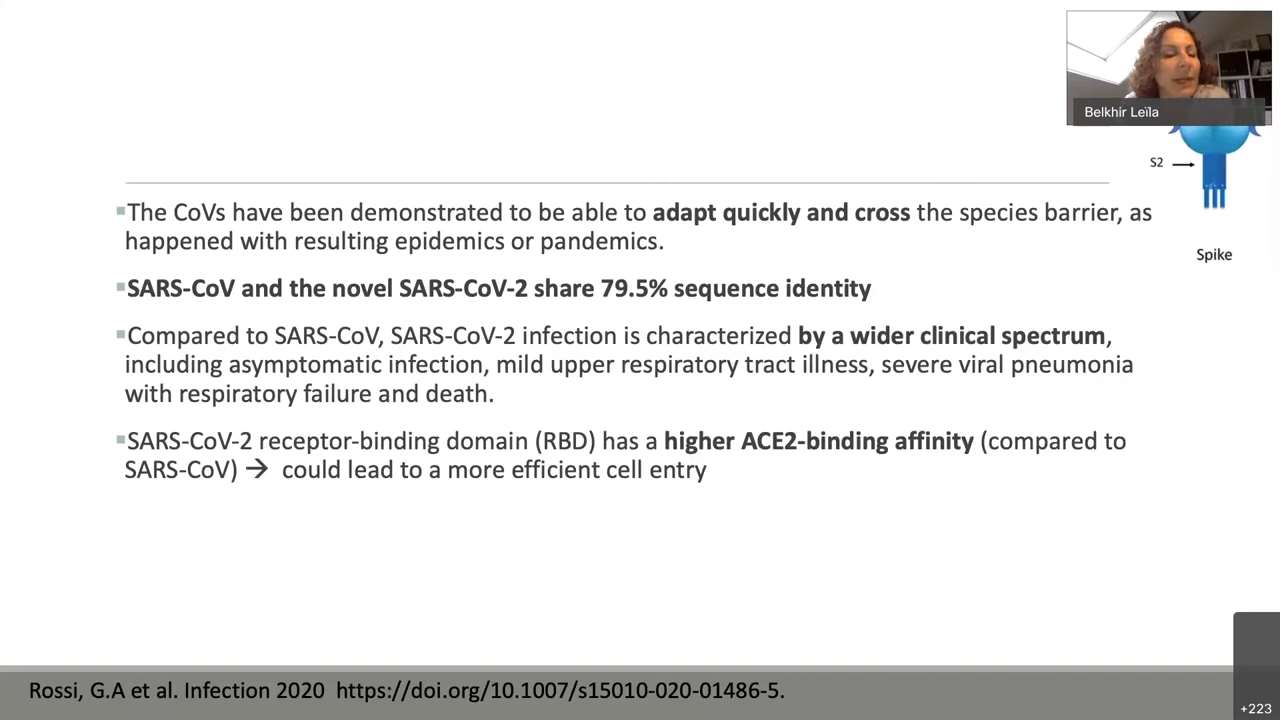 Belkhir Leïla
S2
▪The CoVs have been demonstrated to be able to adapt quickly and cross the species barrier, as
happened with resulting epidemics or pandemics.
Spike
▪SARS-CoV and the novel SARS-CoV-2 share 79.5% sequence identity
▪Compared to SARS-CoV, SARS-CoV-2 infection is characterized by a wider clinical spectrum,
including asymptomatic infection, mild upper respiratory tract illness, severe viral pneumonia
with respiratory failure and death.
▪SARS-CoV-2 receptor-binding domain (RBD) has a higher ACE2-binding affinity (compared to
SARS-CoV) → could lead to a more efficient cell entry
Rossi, G.A et al. Infection 2020 https://doi.org/10.1007/s15010-020-01486-5.
+223